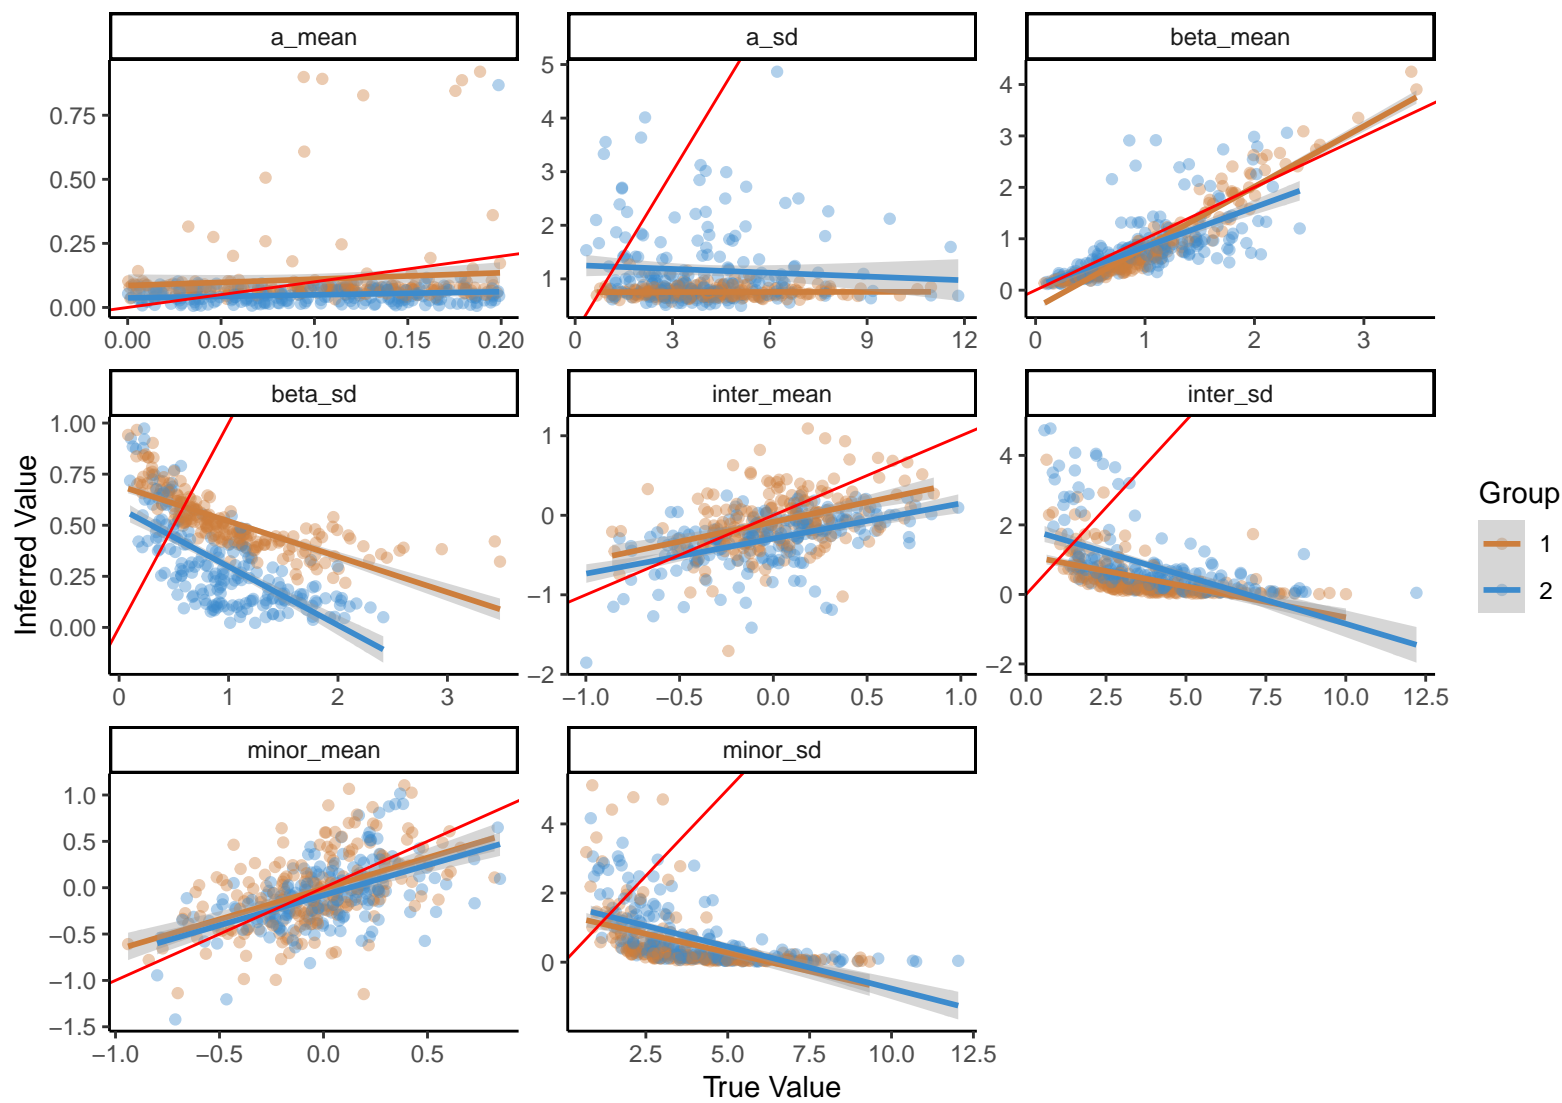 a_mean
a_sd
beta_mean
0.75
0.50
0.25
0.00
0.00 0.05 0.10 0.15 0.20
5
4
3
2
1
0 3 6 9 12
4
3
2
1
0
0 1 2 3
beta_sd
inter_mean
inter_sd
1.00
0.75
0.50
0.25
0.00
0 1 2 3
1
0
−1
−2
−1.0 −0.5 0.0 0.5 1.0
4
2
0
−2
0.0 2.5 5.0 7.5 10.0 12.5
minor_mean
minor_sd
1.0
0.5
0.0
−0.5
−1.0
−1.5
−1.0 −0.5 0.0 0.5
4
2
0
2.5 5.0 7.5 10.0 12.5
True Value
Inferred Value
Group
1
2